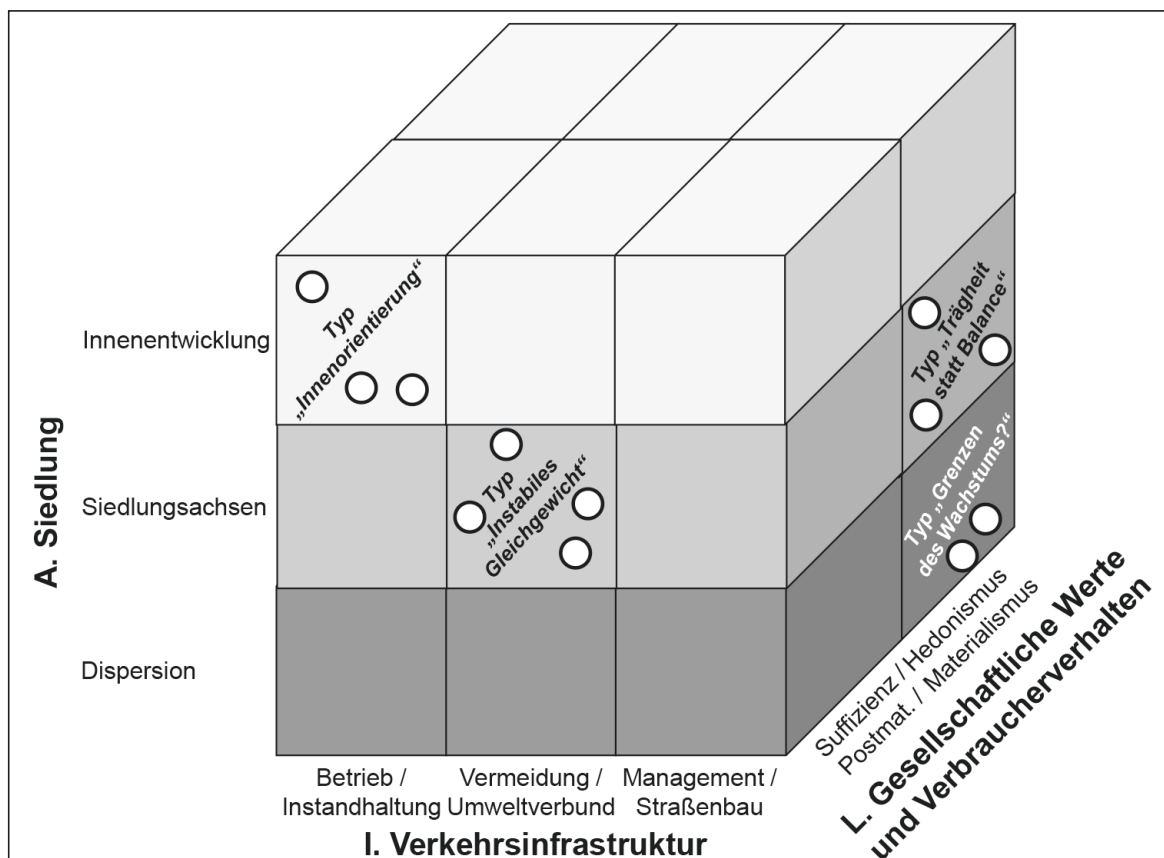 Innenentwicklung
Siedlungsachsen
Dispersion
A. Siedlung
Typ
„Innenorientierung“
Typ
„Instabiles
Gleichgewicht“
Typ „Trägheit
statt Balance“
Typ „Grenzen
des Wachstums?“
Betrieb /
Instandhaltung
Vermeidung /
Umweltverbund
Management /
Straßenbau
I. Verkehrsinfrastruktur
Suffizienz / Hedonismus
Postmat. / Materialismus
L. Gesellschaftliche Werte
und Verbraucherverhalten